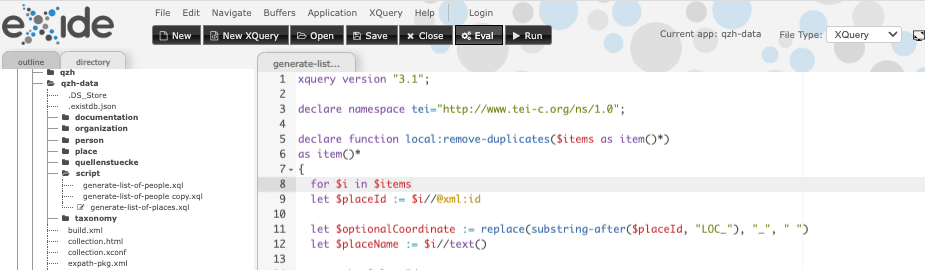 eXide
File Edit Navigate Buffers Application XQuery Help Login
New New XQuery Open Save Close Eval Run
Current app: qzh-data File Type: XQuery
outline directory
generate-list...
qzh
qzh-data
.DS_Store
.existdb.json
documentation
organization
person
place
quellenstuecke
script
generate-list-of-people.xql
generate-list-of-people copy.xql
generate-list-of-places.xql
taxonomy
build.xml
collection.html
collection.xconf
expath-pkg.xml
1 xquery version "3.1";
2
3 declare namespace tei="http://www.tei-c.org/ns/1.0";
4
5 declare function local:remove-duplicates($items as item()*)
6 as item()*
7 {
8 for $i in $items
9 let $placeId := $i//@xml:id
10
11 let $optionalCoordinate := replace(substring-after($placeId, "LOC_"), "_", " ")
12 let $placeName := $i//text()